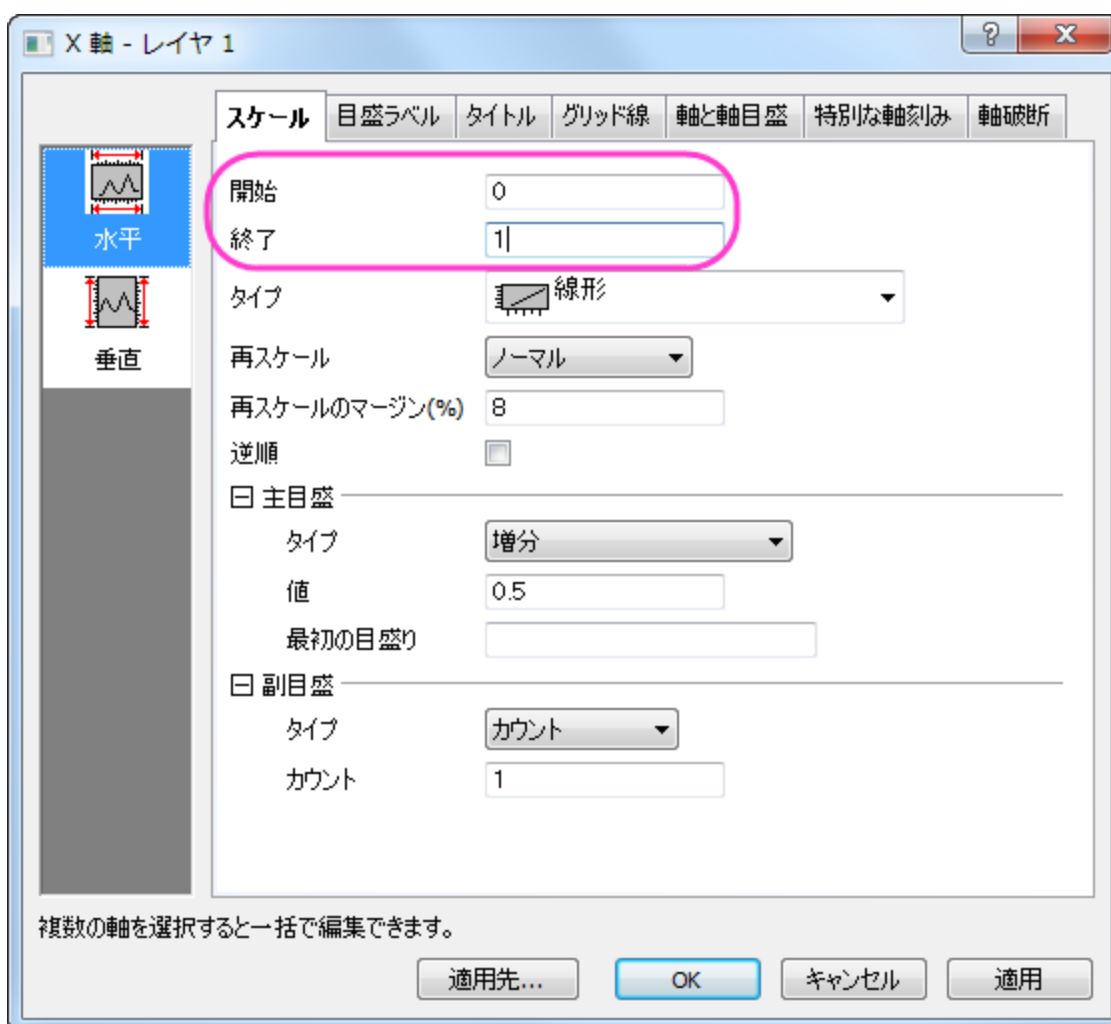 X 軸 - レイヤ 1
スケール 目盛ラベル タイトル グリッド線 軸と軸目盛 特別な軸刻み 軸破断
水平
垂直
開始 0
終了 1
タイプ 線形
再スケール ノーマル
再スケールのマージン(%) 8
逆順
主目盛
タイプ 増分
値 0.5
最初の目盛り
副目盛
タイプ カウント
カウント 1
複数の軸を選択すると一括で編集できます。
適用先... OK キャンセル 適用